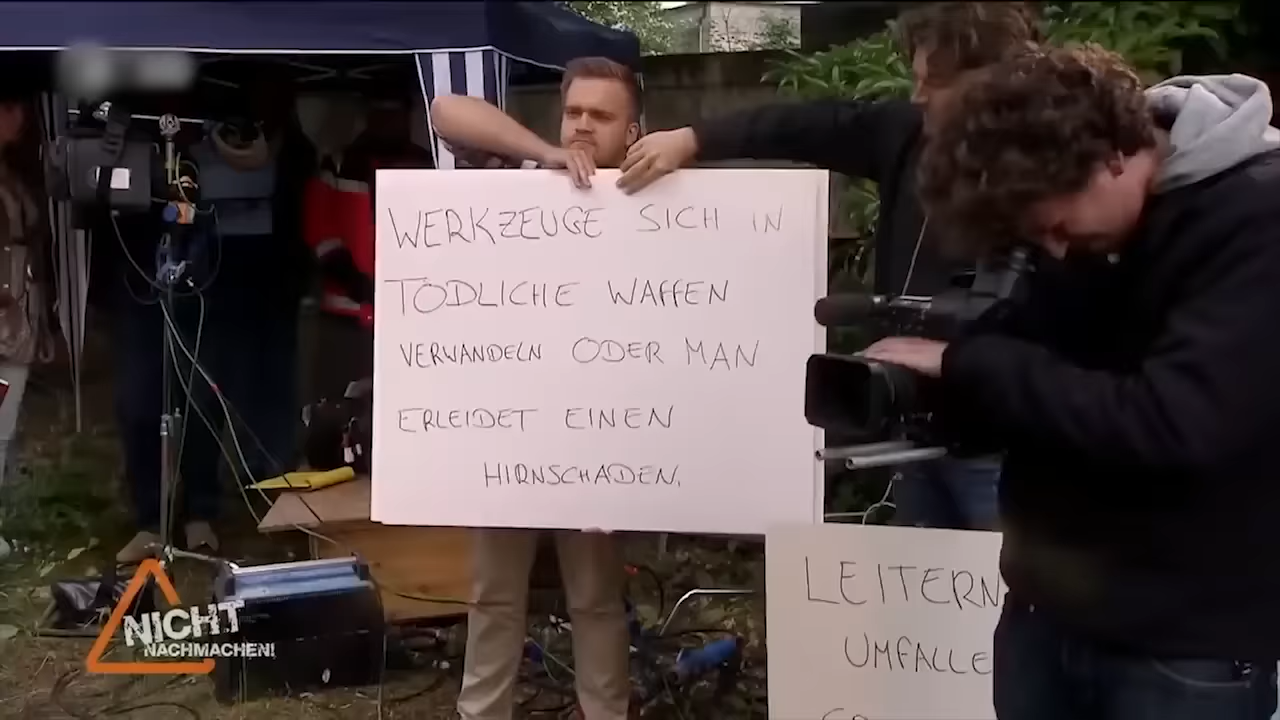 WERKZEUGE SICH IN
TÖDLICHE WAFFEN
VERWANDELN ODER MAN
ERLEIDET EINEN
HIRNSCHADEN.
LEITERN
UMFALLE
NICHT
NACHMACHEN!